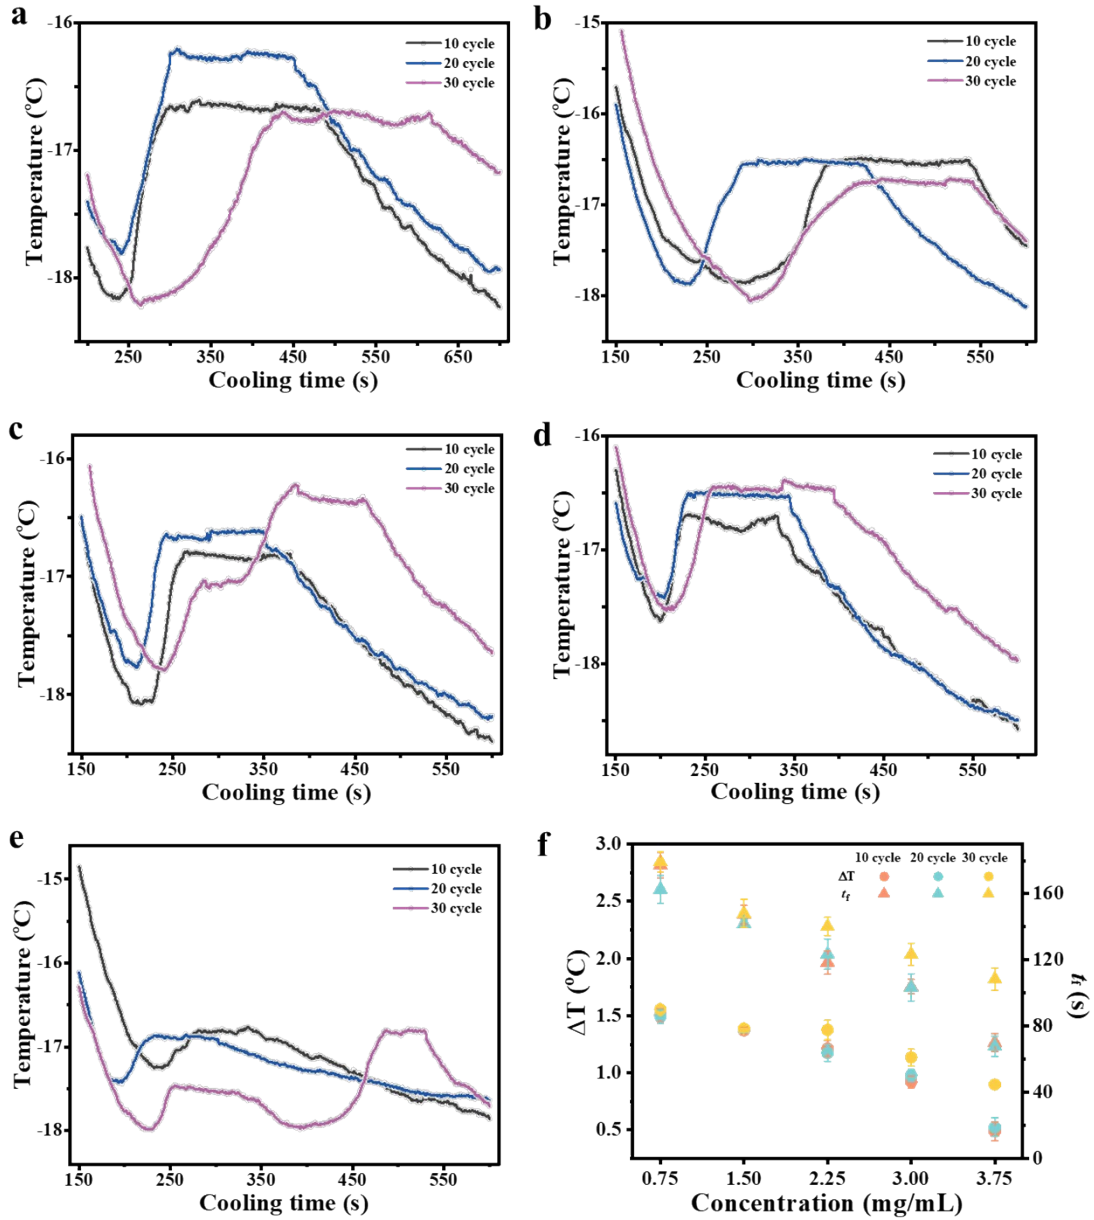 a
-16
-17
-18
Temperature (°C)
10 cycle
20 cycle
30 cycle
250 350 450 550 650
Cooling time (s)
b
-15
-16
-17
-18
Temperature (°C)
10 cycle
20 cycle
30 cycle
150 250 350 450 550
Cooling time (s)
c
-16
-17
-18
Temperature (°C)
10 cycle
20 cycle
30 cycle
150 250 350 450 550
Cooling time (s)
d
-16
-17
-18
Temperature (°C)
10 cycle
20 cycle
30 cycle
150 250 350 450 550
Cooling time (s)
e
-15
-16
-17
-18
Temperature (°C)
10 cycle
20 cycle
30 cycle
150 250 350 450 550
Cooling time (s)
f
3.0
2.5
2.0
1.5
1.0
0.5
ΔT (°C)
10 cycle 20 cycle 30 cycle
ΔT
tf
160
120
80
40
0
tf (s)
0.75 1.50 2.25 3.00 3.75
Concentration (mg/mL)